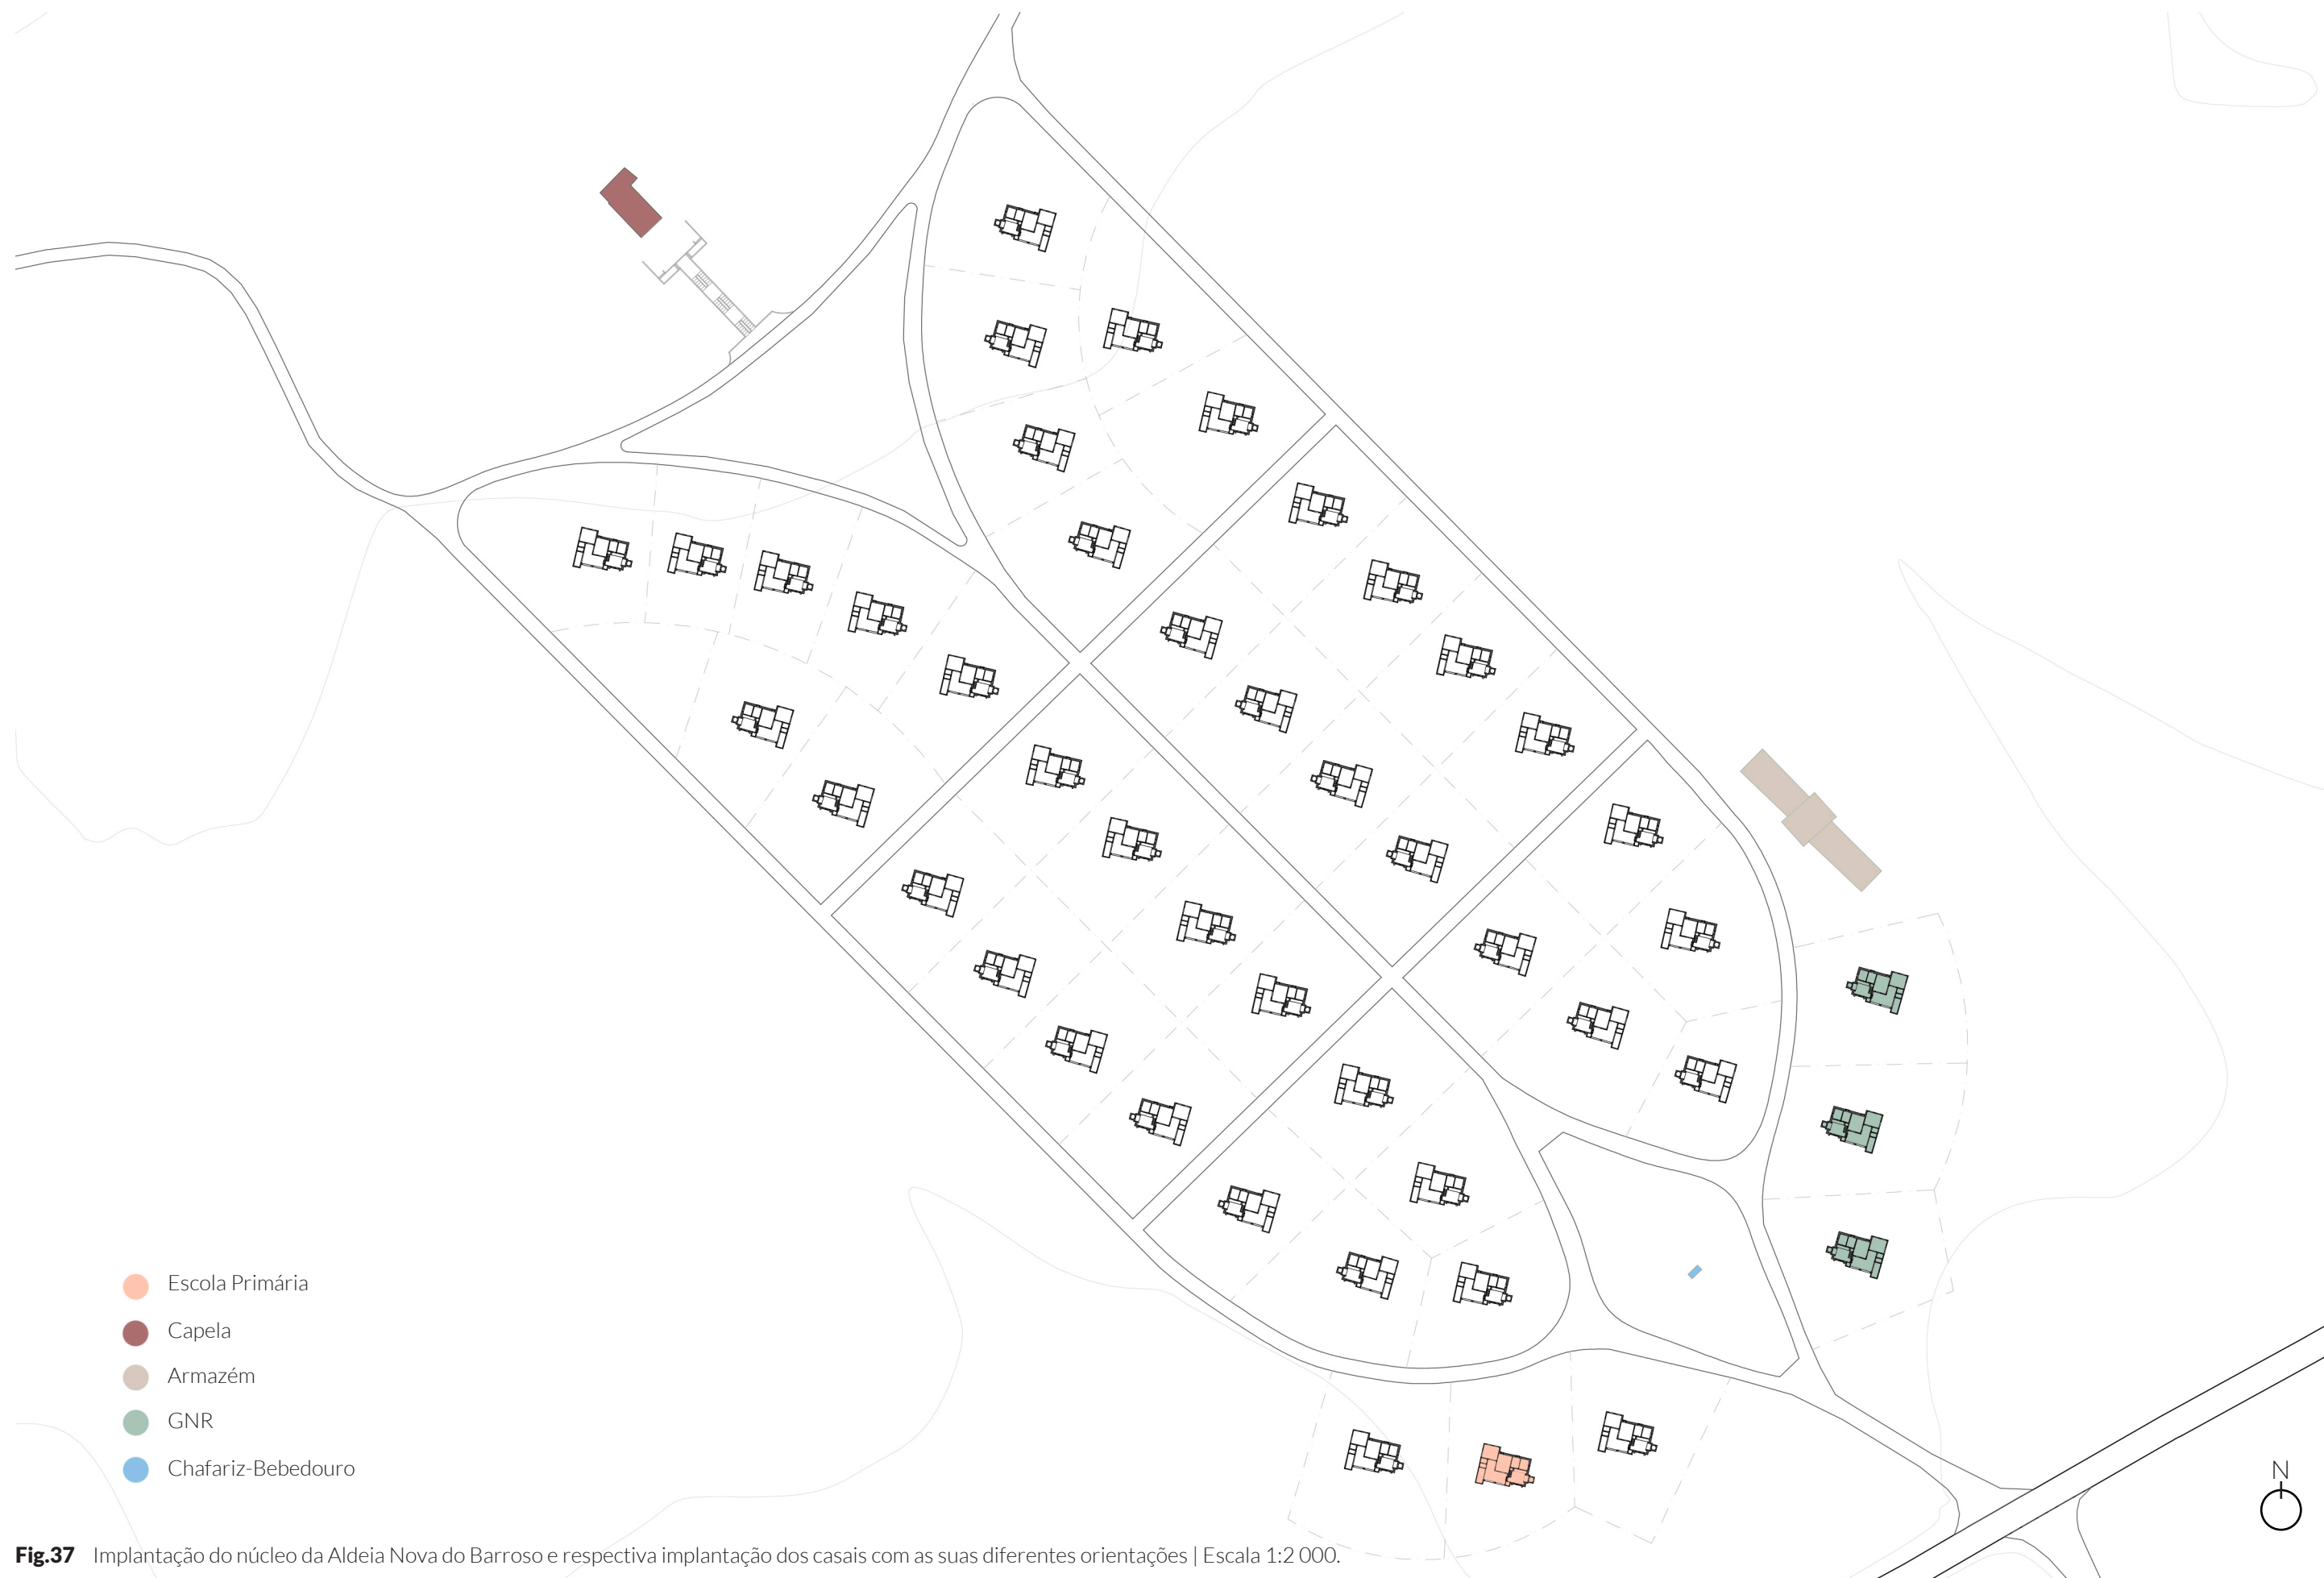 Escola Primária
Capela
Armazém
GNR
Chafariz-Bebedouro
N
Fig.37 Implantação do núcleo da Aldeia Nova do Barroso e respectiva implantação dos casais com as suas diferentes orientações | Escala 1:2 000.